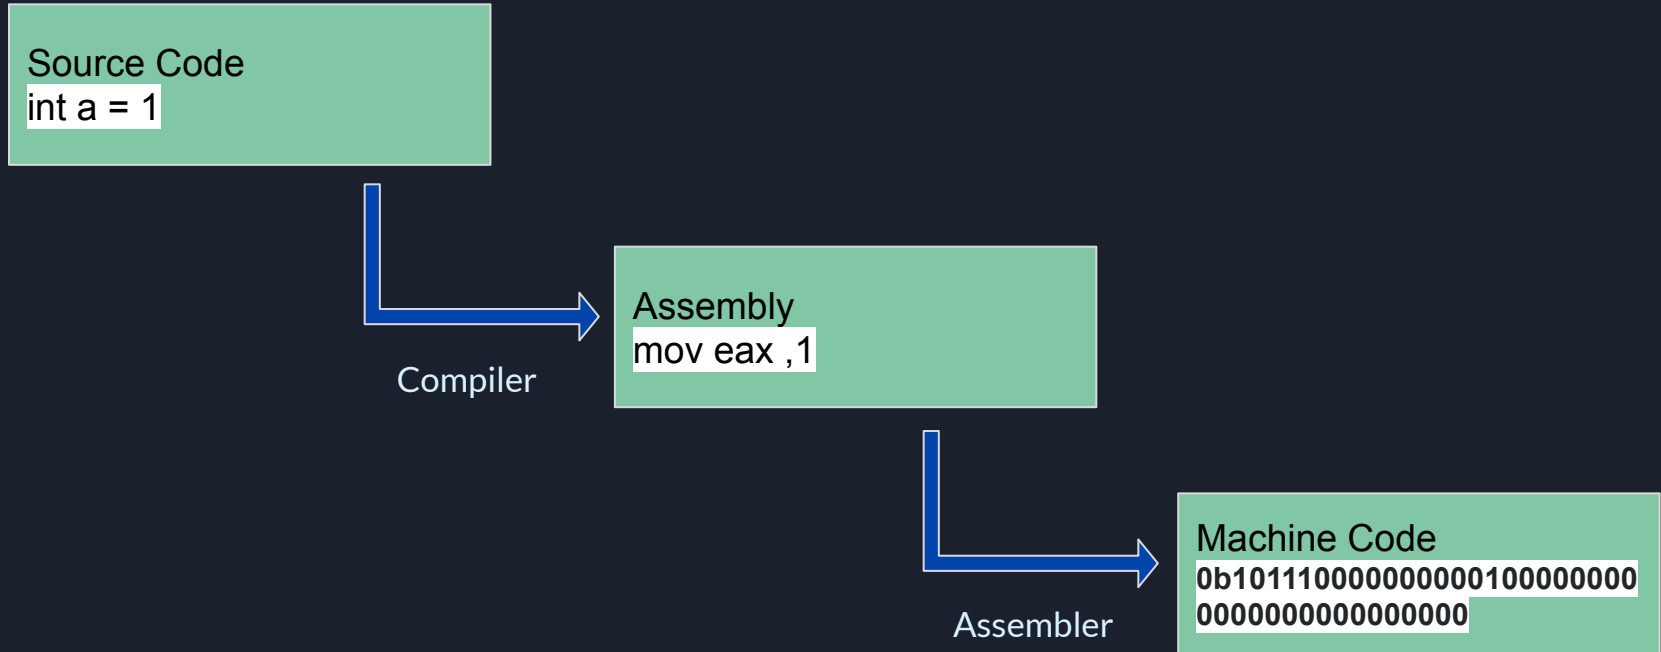 Source Code
int a = 1
Compiler
Assembly
mov eax ,1
Assembler
Machine Code
0b1011100000000000100000000
0000000000000000